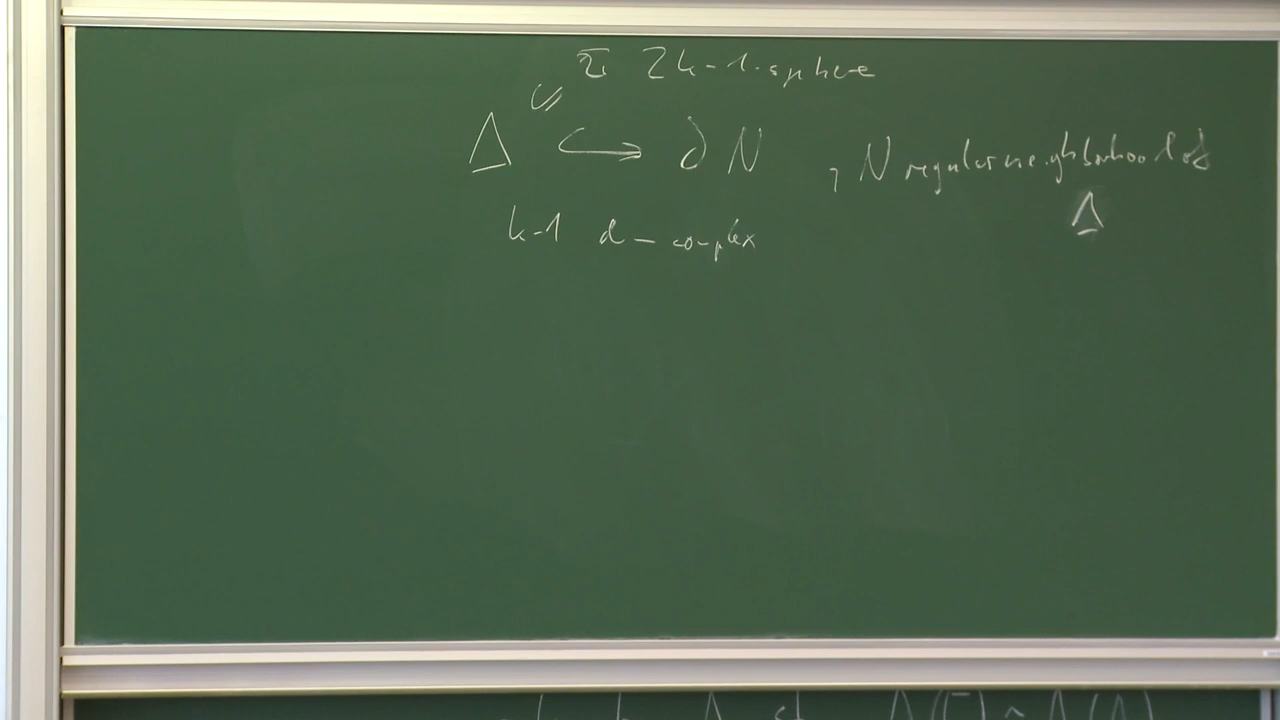 Σ 2k-1-sphere
∪
Δ ↪ ∂N , N regular neighborhood of
Δ
k-1 d-complex